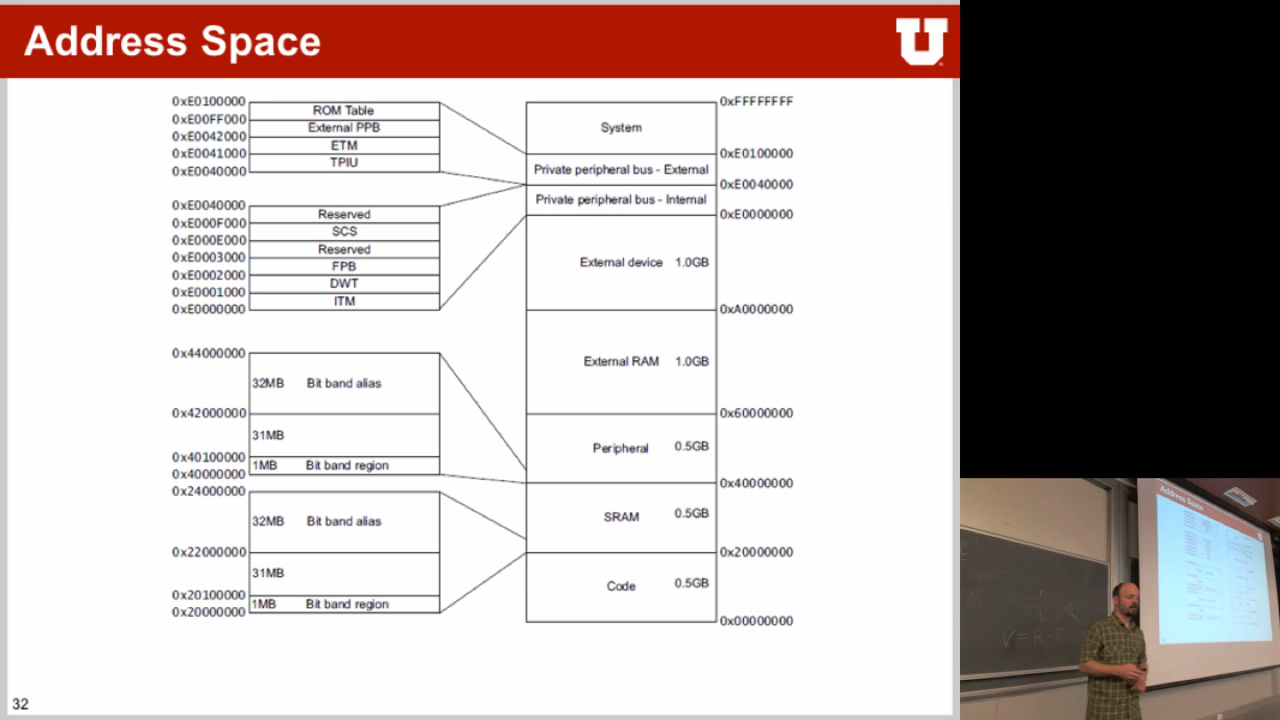 Address Space
U
0xE0100000
ROM Table
0xE00FF000
External PPB
0xE0042000
ETM
0xE0041000
TPIU
0xE0040000
0xE0040000
Reserved
0xE000F000
SCS
0xE000E000
Reserved
0xE0003000
FPB
0xE0002000
DWT
0xE0001000
ITM
0xE0000000
0x44000000
32MB Bit band alias
0x42000000
31MB
0x40100000
1MB Bit band region
0x40000000
0x24000000
32MB Bit band alias
0x22000000
31MB
0x20100000
1MB Bit band region
0x20000000
0xFFFFFFFF
System
0xE0100000
Private peripheral bus - External
0xE0040000
Private peripheral bus - Internal
0xE0000000
External device 1.0GB
0xA0000000
External RAM 1.0GB
0x60000000
Peripheral 0.5GB
0x40000000
SRAM 0.5GB
0x20000000
Code 0.5GB
0x00000000
32
Address Space